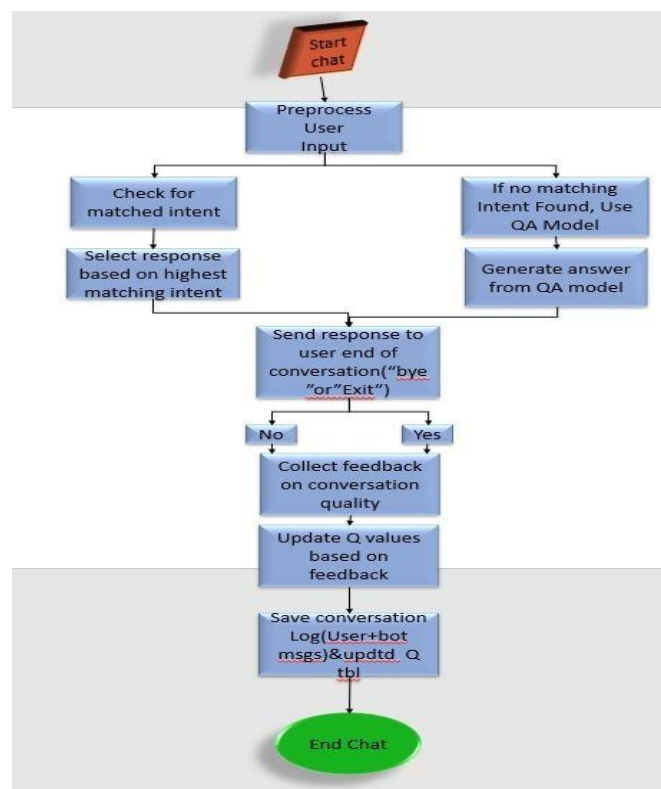 Start
chat
Preprocess
User
Input
Check for
matched intent
If no matching
Intent Found, Use
QA Model
Select response
based on highest
matching intent
Generate answer
from QA model
Send response to
user end of
conversation(“bye
”or”Exit”)
No
Yes
Collect feedback
on conversation
quality
Update Q values
based on
feedback
Save conversation
Log(User+bot
msgs)&updtd Q
tbl
End Chat